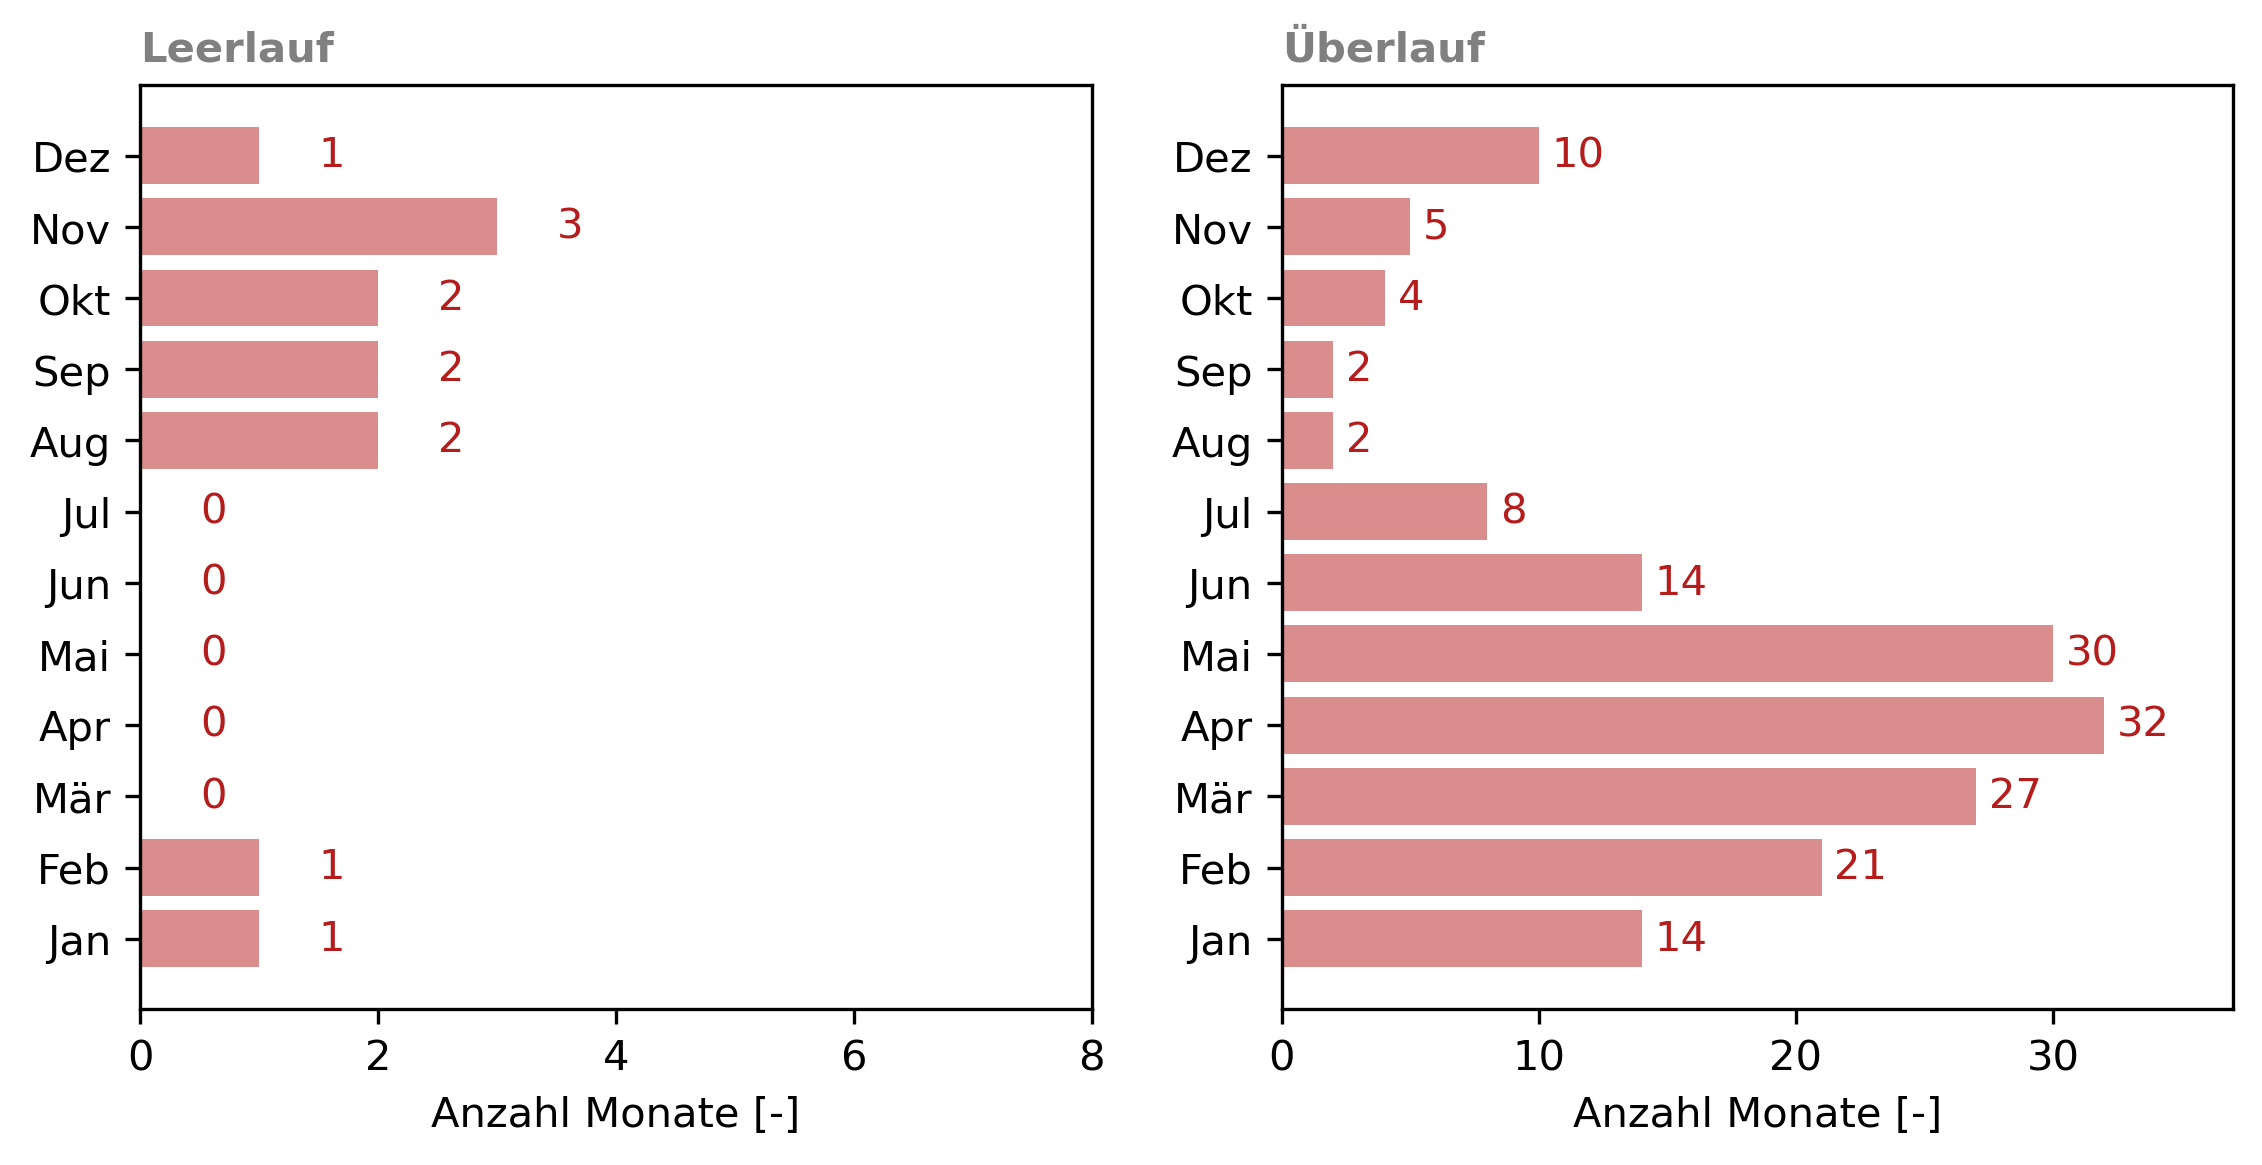 Leerlauf
Dez 1
Nov 3
Okt 2
Sep 2
Aug 2
Jul 0
Jun 0
Mai 0
Apr 0
Mär 0
Feb 1
Jan 1
0 2 4 6 8
Anzahl Monate [-]
Überlauf
Dez 10
Nov 5
Okt 4
Sep 2
Aug 2
Jul 8
Jun 14
Mai 30
Apr 32
Mär 27
Feb 21
Jan 14
0 10 20 30
Anzahl Monate [-]